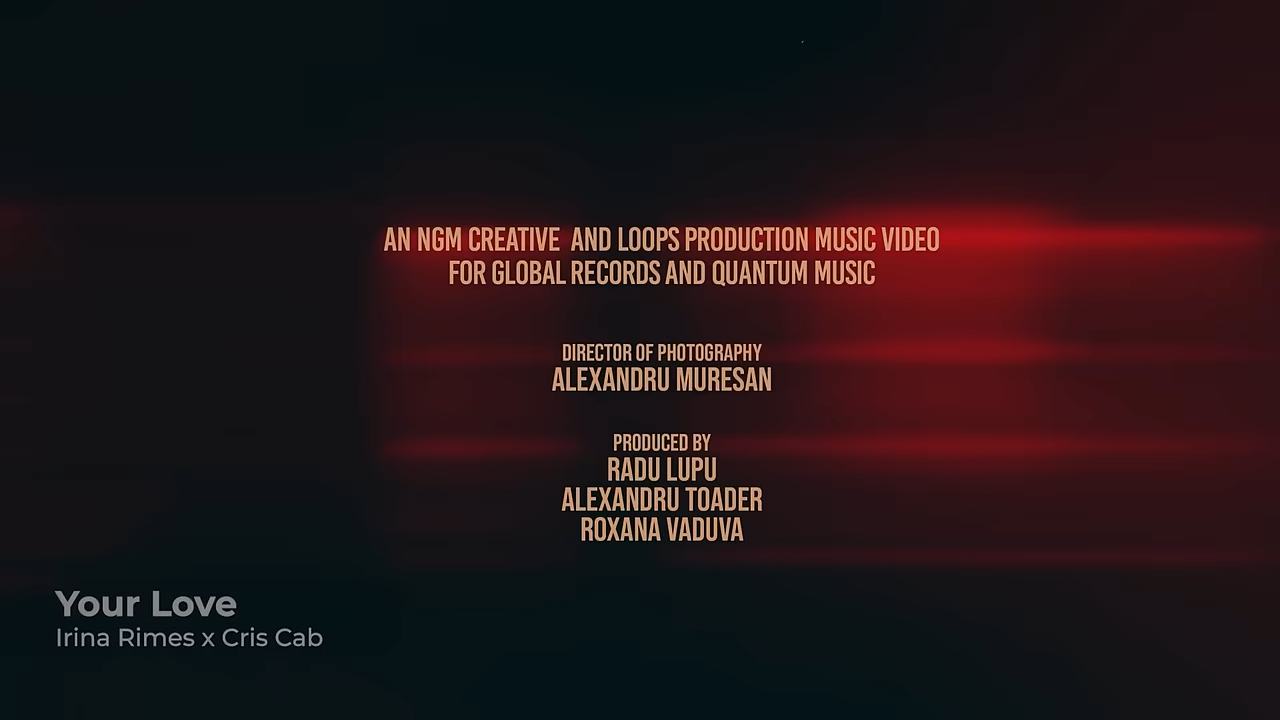 AN NGM CREATIVE AND LOOPS PRODUCTION MUSIC VIDEO
FOR GLOBAL RECORDS AND QUANTUM MUSIC
DIRECTOR OF PHOTOGRAPHY
ALEXANDRU MURESAN
PRODUCED BY
RADU LUPU
ALEXANDRU TOADER
ROXANA VADUVA
Your Love
Irina Rimes x Cris Cab